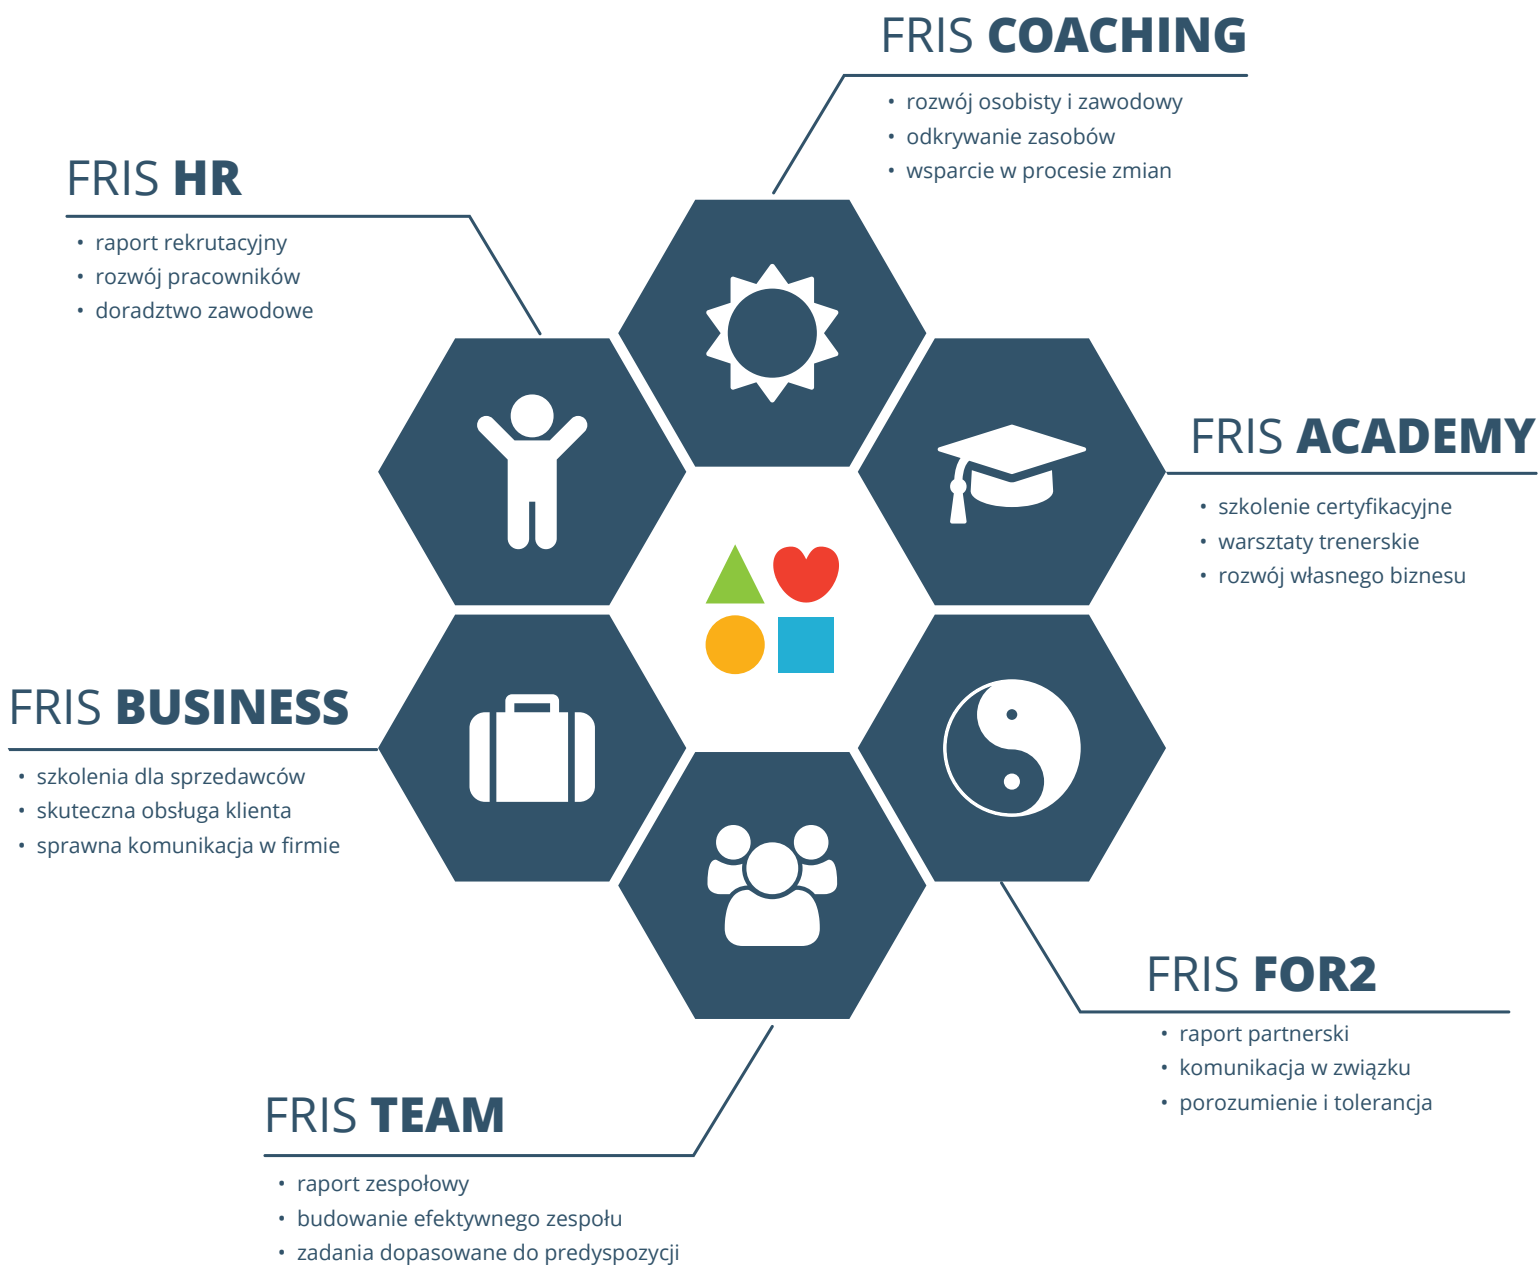 FRIS COACHING
• rozwój osobisty i zawodowy
• odkrywanie zasobów
• wsparcie w procesie zmian
FRIS HR
• raport rekrutacyjny
• rozwój pracowników
• doradztwo zawodowe
FRIS ACADEMY
• szkolenie certyfikacyjne
• warsztaty trenerskie
• rozwój własnego biznesu
FRIS BUSINESS
• szkolenia dla sprzedawców
• skuteczna obsługa klienta
• sprawna komunikacja w firmie
FRIS FOR2
• raport partnerski
• komunikacja w związku
• porozumienie i tolerancja
FRIS TEAM
• raport zespołowy
• budowanie efektywnego zespołu
• zadania dopasowane do predyspozycji